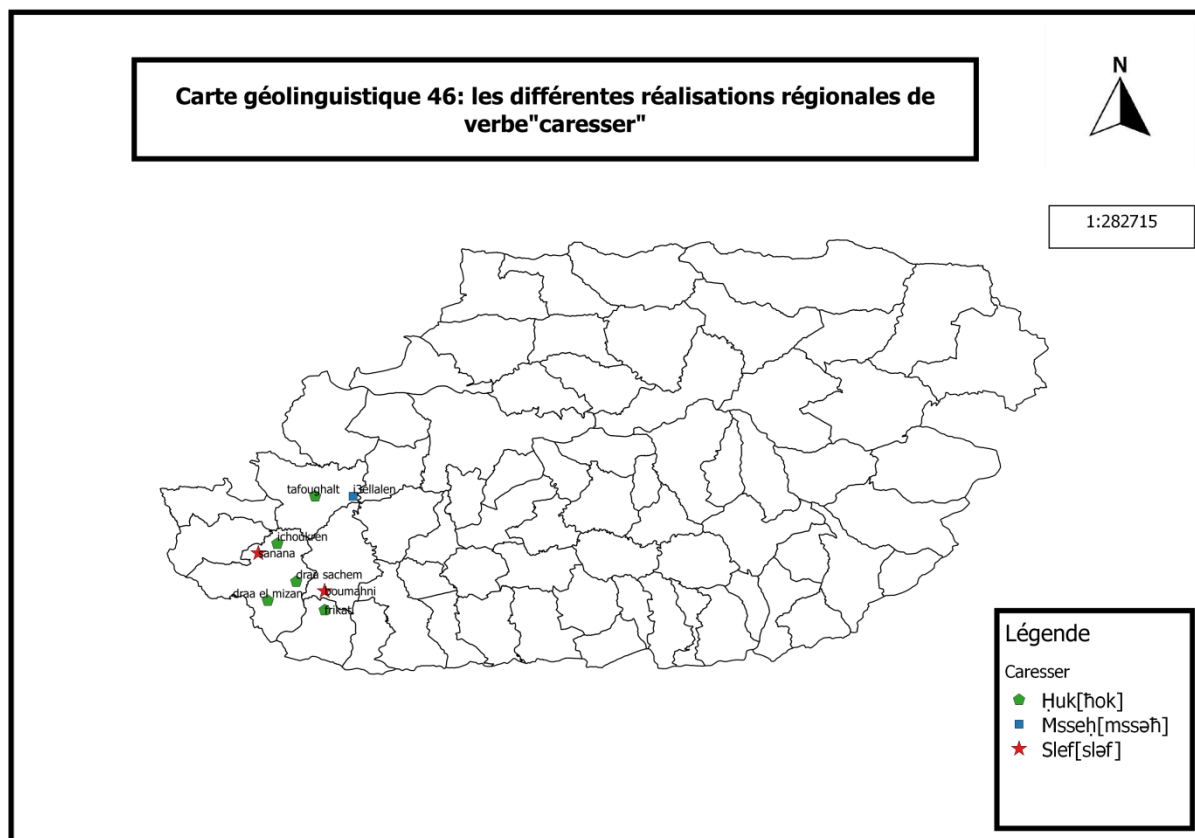 Carte géolinguistique 46: les différentes réalisations régionales de
verbe"caresser"
N
1:282715
tafoughalt
i3ellalen
ichoukren
sanana
draa sachem
draa el mizan
boumahni
frikat
Légende
Caresser
Ḥuk[ħok]
Msseḥ[mssəħ]
Slef[sləf]